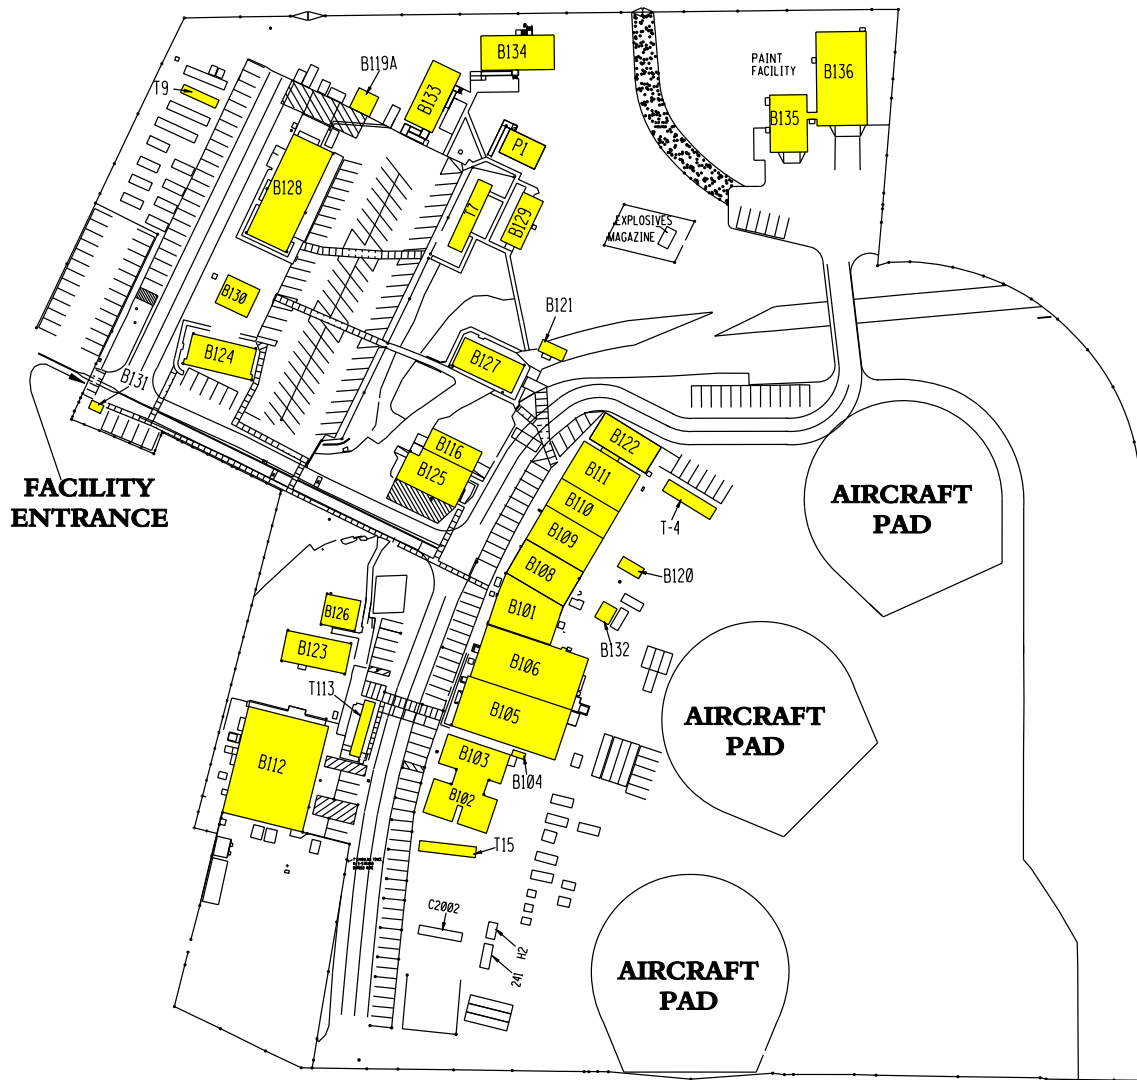 B134
PAINT
FACILITY
B136
B119A
T9
B133
B135
P1
B128
T7
B129
EXPLOSIVES
MAGAZINE
B130
B121
B124
B127
B131
B116
B125
B122
B111
FACILITY
ENTRANCE
AIRCRAFT
PAD
B110
T-4
B109
B108
B120
B101
B126
B123
B132
B106
T113
B105
AIRCRAFT
PAD
B112
B103
B104
B102
T15
C2002
H2
241
AIRCRAFT
PAD